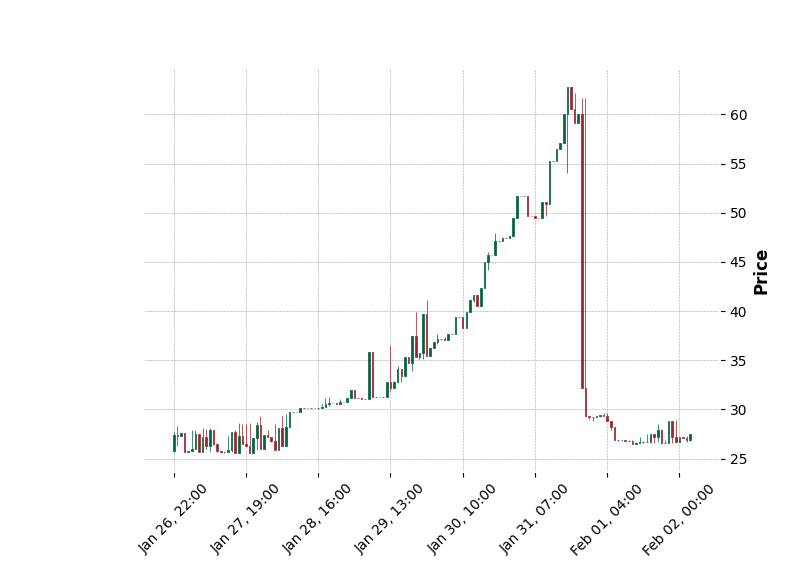 60
55
50
45
40
35
30
25
Price
Jan 26, 22:00
Jan 27, 19:00
Jan 28, 16:00
Jan 29, 13:00
Jan 30, 10:00
Jan 31, 07:00
Feb 01, 04:00
Feb 02, 00:00